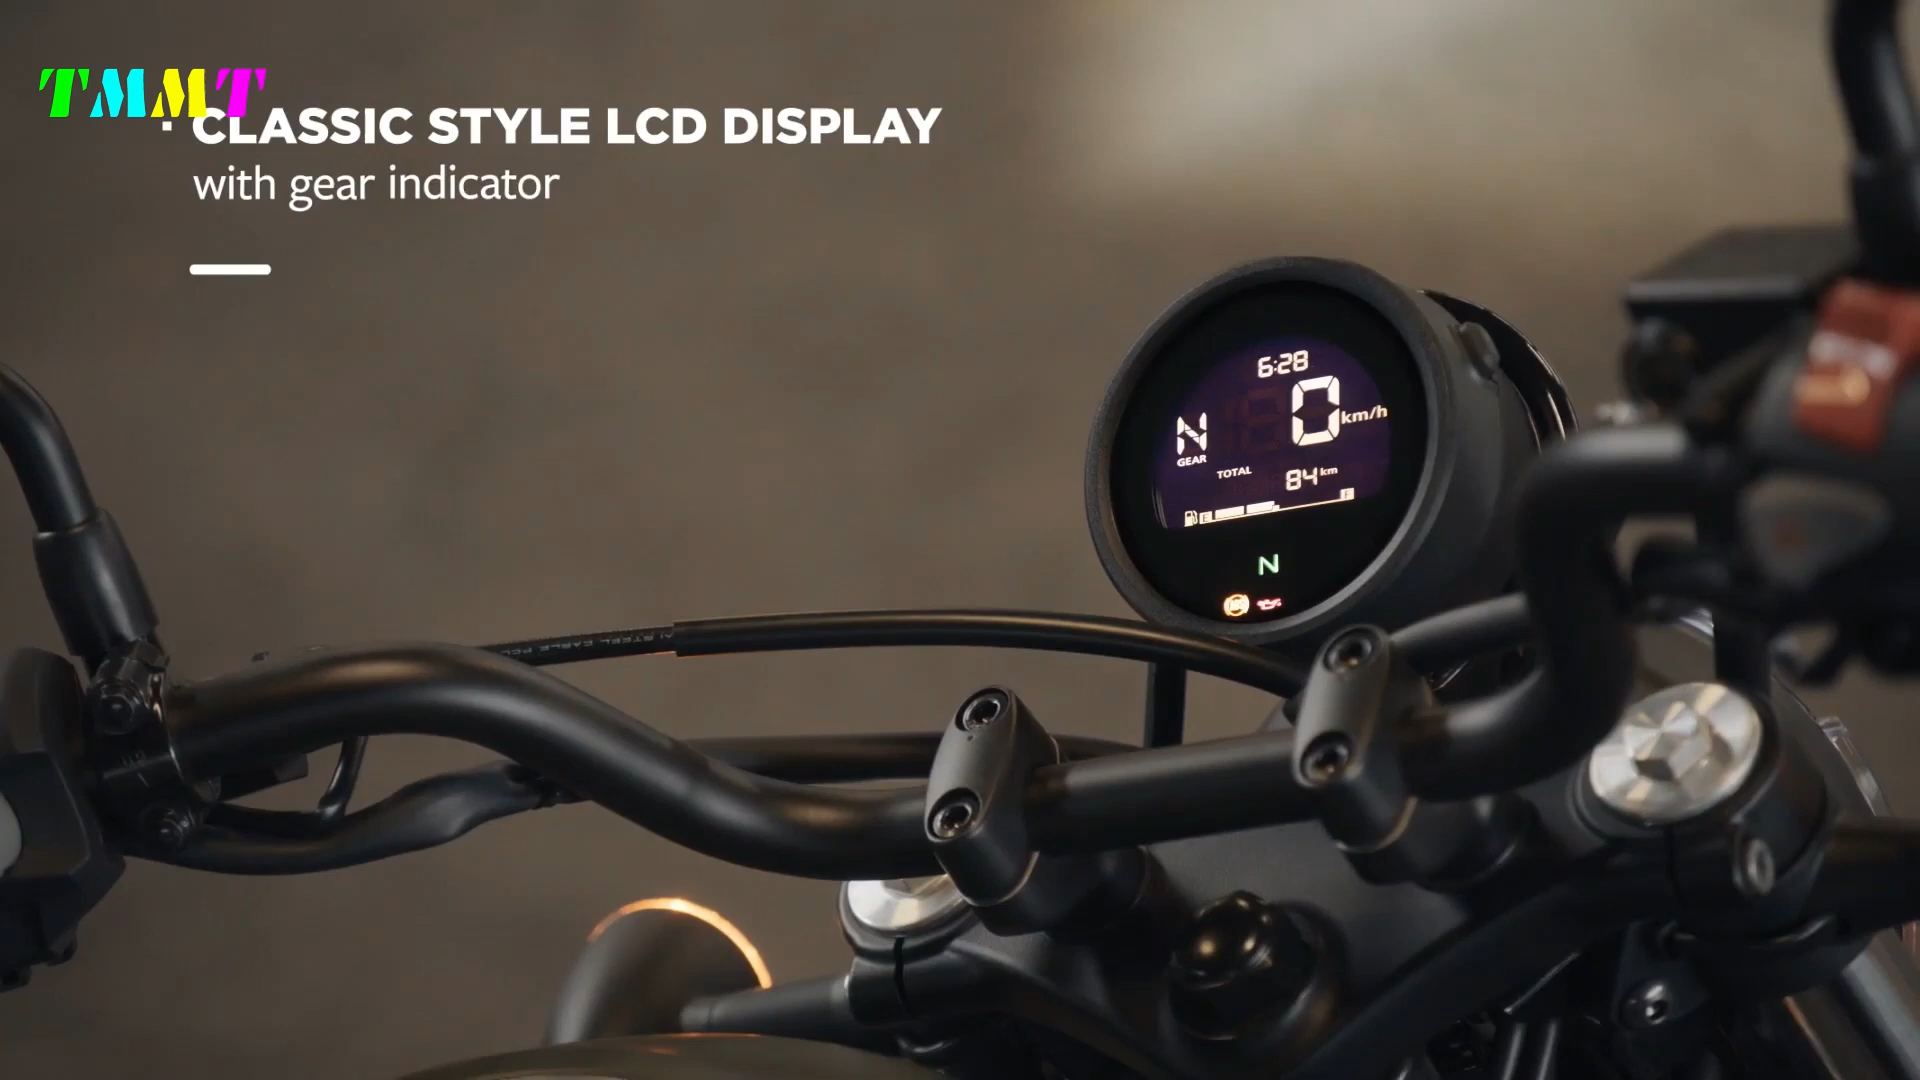 TMMT
CLASSIC STYLE LCD DISPLAY
with gear indicator
6:28
N
0 km/h
GEAR
TOTAL
84 km
E
F
N